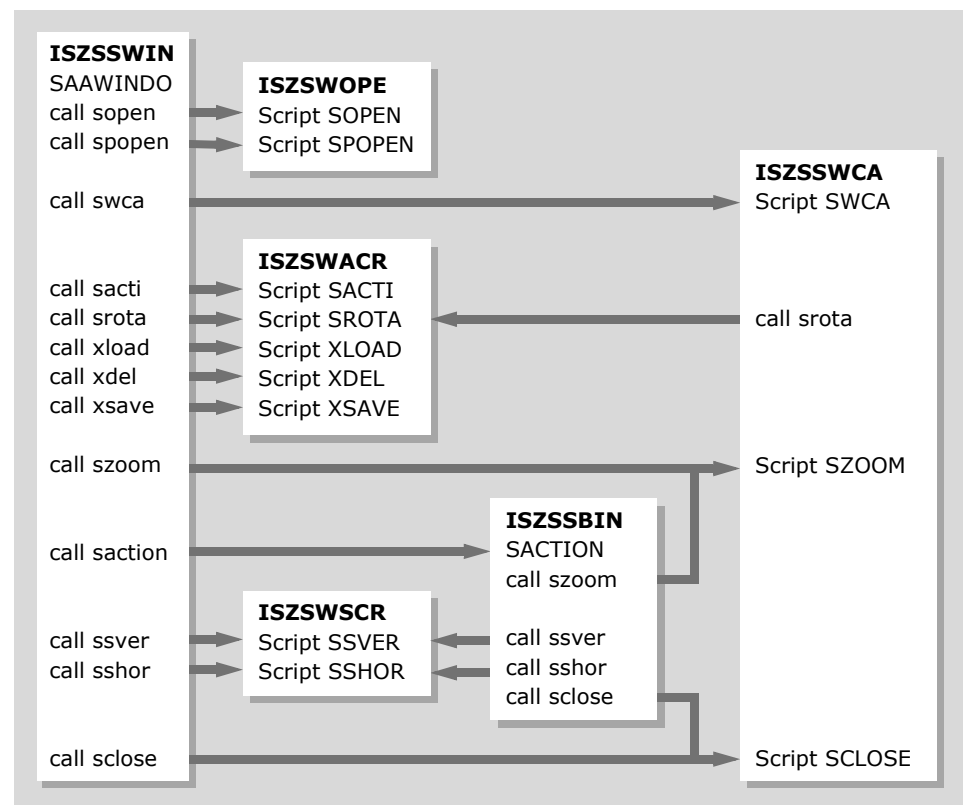 ISZSSWIN
SAAWINDO
call sopen
call spopen
call swca
call sacti
call srota
call xload
call xdel
call xsave
call szoom
call saction
call ssver
call sshor
call sclose
ISZSWOPE
Script SOPEN
Script SPOPEN
ISZSWACR
Script SACTI
Script SROTA
Script XLOAD
Script XDEL
Script XSAVE
ISZSWSCR
Script SSVER
Script SSHOR
ISZSSBIN
SACTION
call szoom
call ssver
call sshor
call sclose
ISZSSWCA
Script SWCA
call srota
Script SZOOM
Script SCLOSE